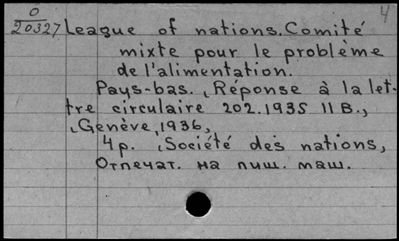 4
О
20327
League of nations. Comité
mixte pour le problème
de l'alimentation.
Pays-bas. Réponse à la let-
tre circulaire 202.1935 II B.,
Genève, 1936,
4 p. Société des nations,
Отпечат. на пиш. маш.